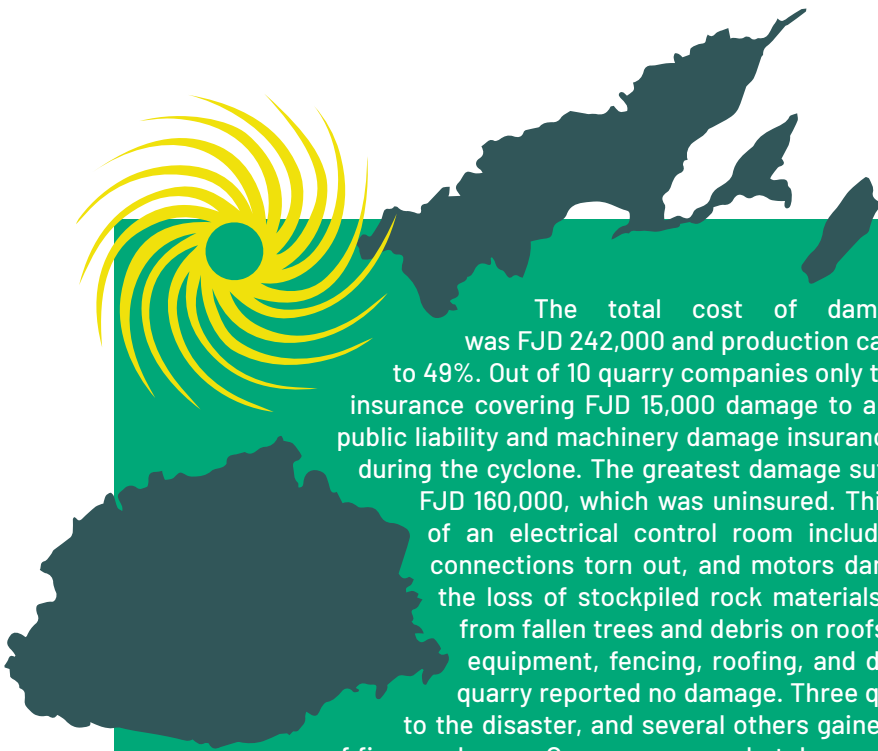 The total cost of dam
was FJD 242,000 and production ca
to 49%. Out of 10 quarry companies only t
insurance covering FJD 15,000 damage to a
public liability and machinery damage insuranc
during the cyclone. The greatest damage su
FJD 160,000, which was uninsured. Thi
of an electrical control room includ
connections torn out, and motors da
the loss of stockpiled rock materials
from fallen trees and debris on roofs
equipment, fencing, roofing, and d
quarry reported no damage. Three q
to the disaster, and several others gaine